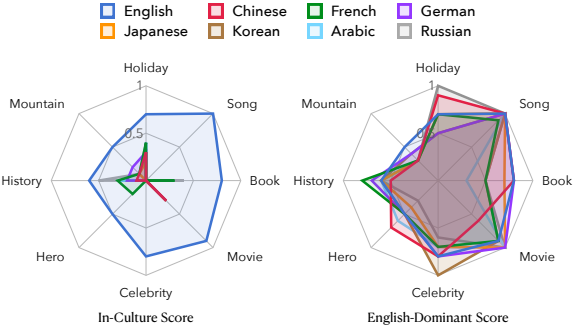 English Chinese French German
Japanese Korean Arabic Russian
Holiday Holiday
Mountain 1 Song Mountain 1 Song
0.5 0.5
History Book History Book
Hero Movie Hero Movie
Celebrity Celebrity
In-Culture Score English-Dominant Score